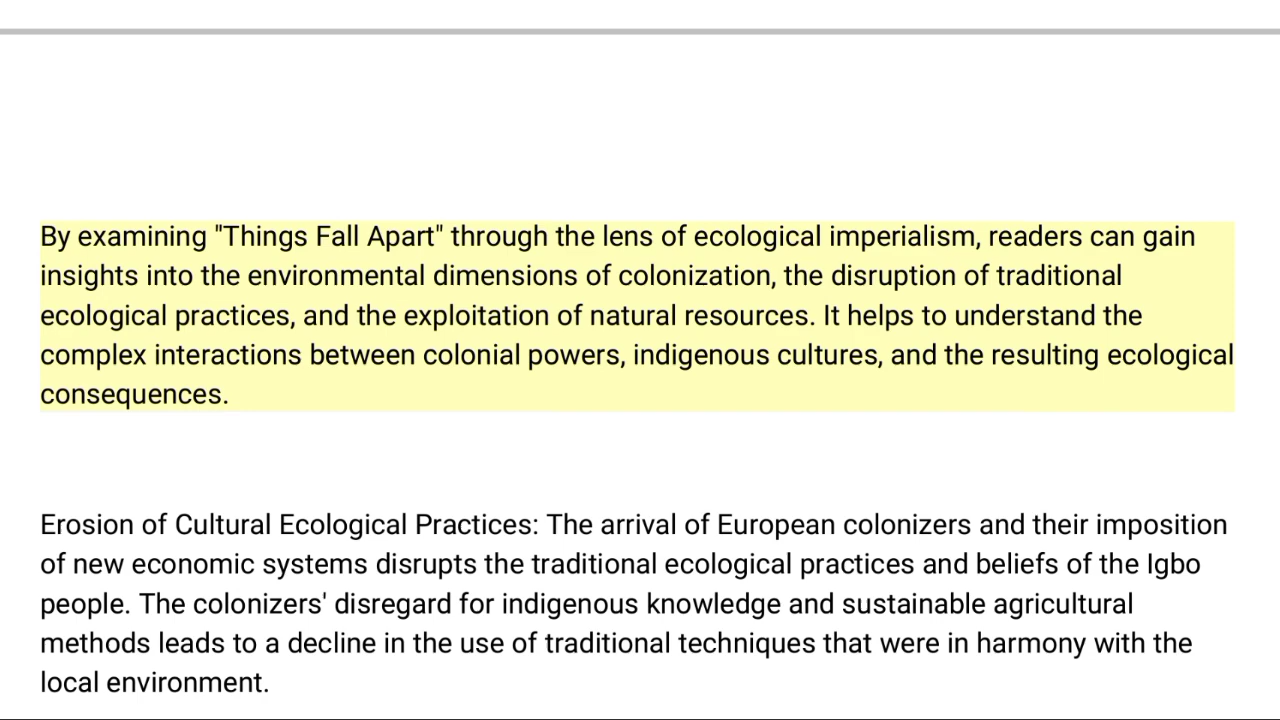 By examining "Things Fall Apart" through the lens of ecological imperialism, readers can gain
insights into the environmental dimensions of colonization, the disruption of traditional
ecological practices, and the exploitation of natural resources. It helps to understand the
complex interactions between colonial powers, indigenous cultures, and the resulting ecological
consequences.
Erosion of Cultural Ecological Practices: The arrival of European colonizers and their imposition
of new economic systems disrupts the traditional ecological practices and beliefs of the Igbo
people. The colonizers' disregard for indigenous knowledge and sustainable agricultural
methods leads to a decline in the use of traditional techniques that were in harmony with the
local environment.